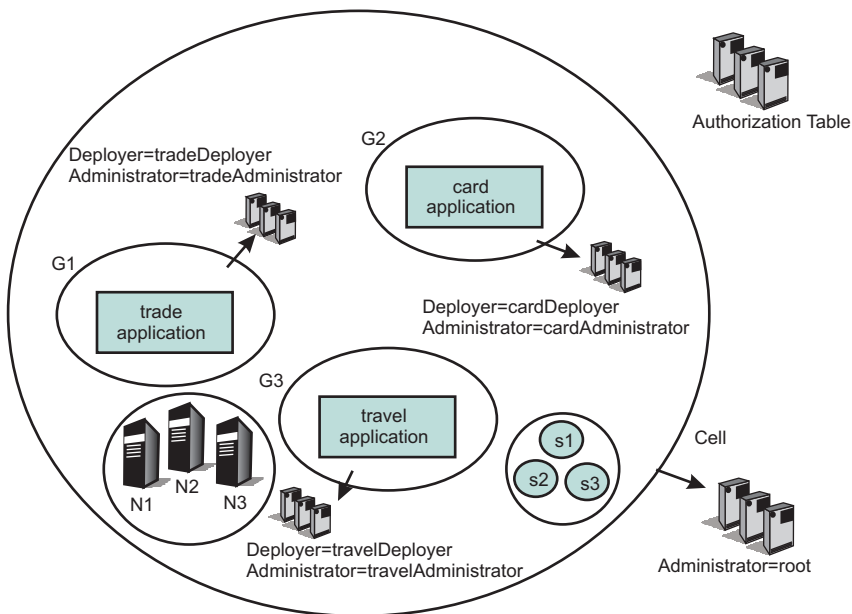 Authorization Table
Deployer=tradeDeployer
Administrator=tradeAdministrator
G2
card
application
G1
trade
application
Deployer=cardDeployer
Administrator=cardAdministrator
G3
travel
application
Cell
s1
s2
s3
N1
N2
N3
Deployer=travelDeployer
Administrator=travelAdministrator
Administrator=root